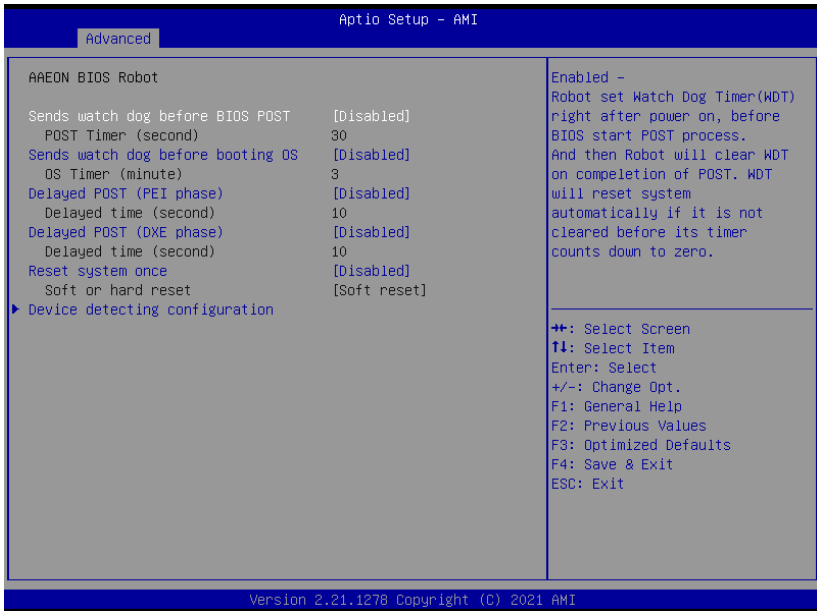 Aptio Setup - AMI
Advanced
AAEON BIOS Robot
Sends watch dog before BIOS POST [Disabled]
POST Timer (second) 30
Sends watch dog before booting OS [Disabled]
OS Timer (minute) 3
Delayed POST (PEI phase) [Disabled]
Delayed time (second) 10
Delayed POST (DXE phase) [Disabled]
Delayed time (second) 10
Reset system once [Disabled]
Soft or hard reset [Soft reset]
Device detecting configuration
Enabled -
Robot set Watch Dog Timer(WDT)
right after power on, before
BIOS start POST process.
And then Robot will clear WDT
on compeletion of POST. WDT
will reset system
automatically if it is not
cleared before its timer
counts down to zero.
→←: Select Screen
↑↓: Select Item
Enter: Select
+/-: Change Opt.
F1: General Help
F2: Previous Values
F3: Optimized Defaults
F4: Save & Exit
ESC: Exit
Version 2.21.1278 Copyright (C) 2021 AMI